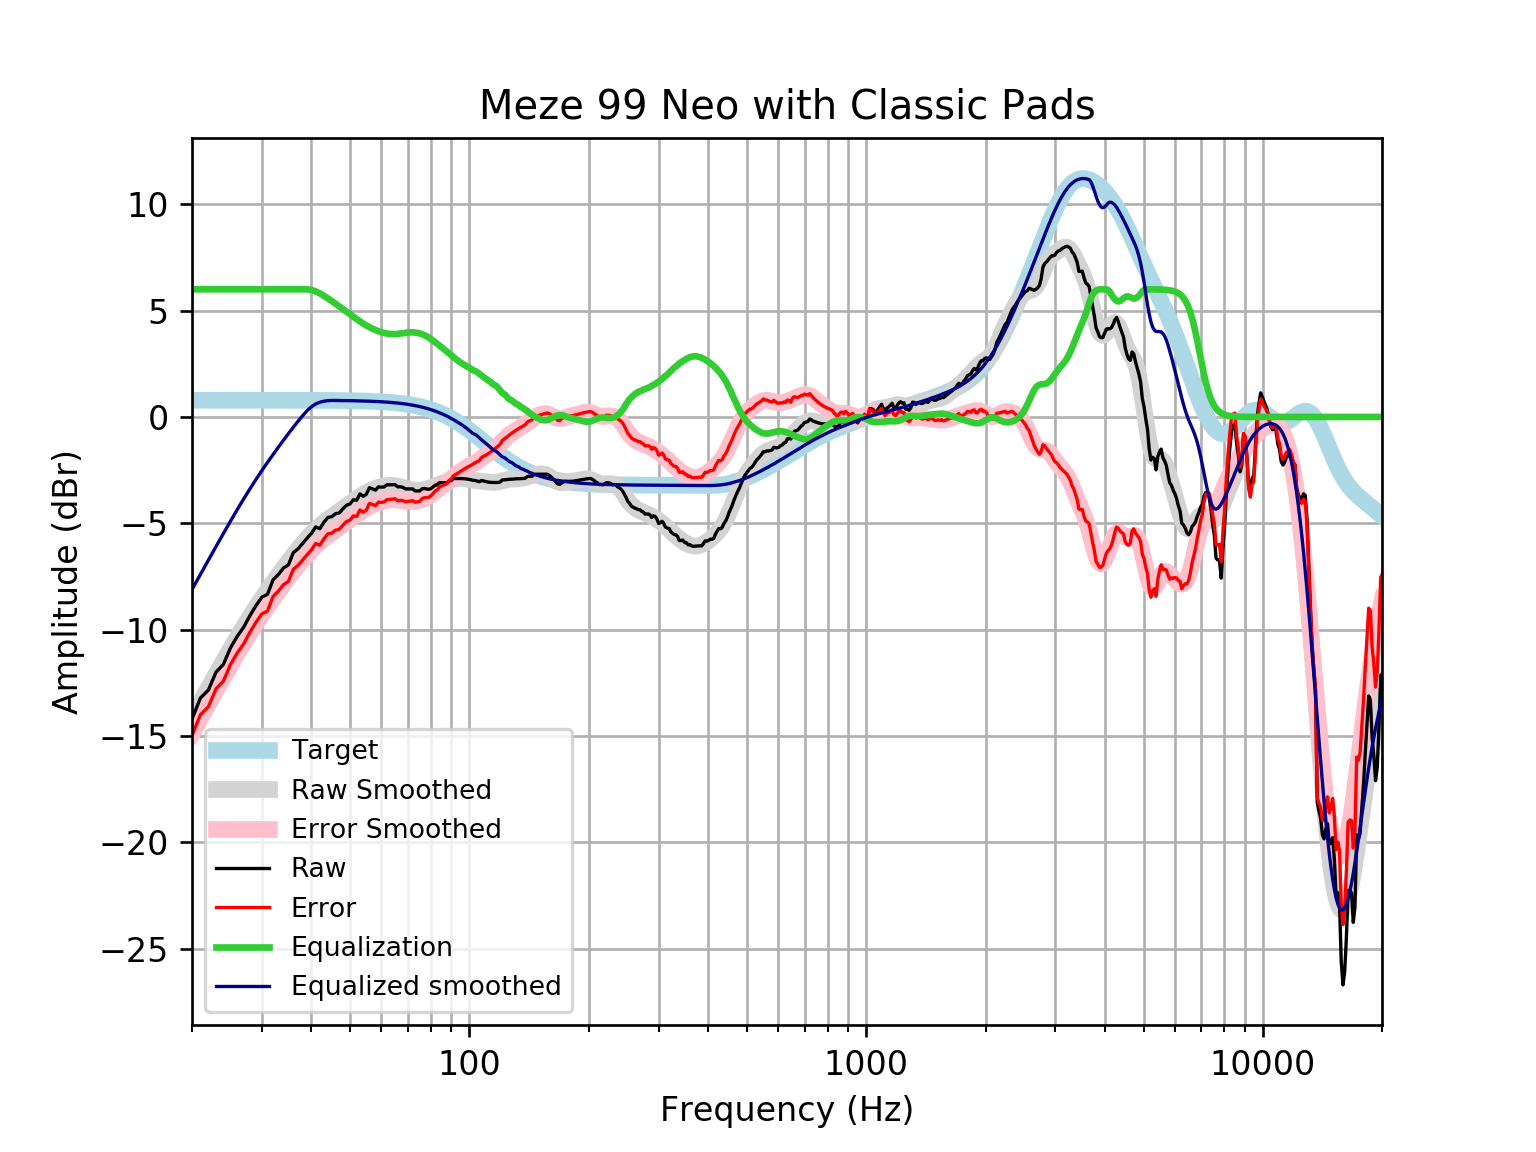 Meze 99 Neo with Classic Pads
10
5
0
−5
−10
−15
−20
−25
Amplitude (dBr)
Target
Raw Smoothed
Error Smoothed
Raw
Error
Equalization
Equalized smoothed
100 1000 10000
Frequency (Hz)